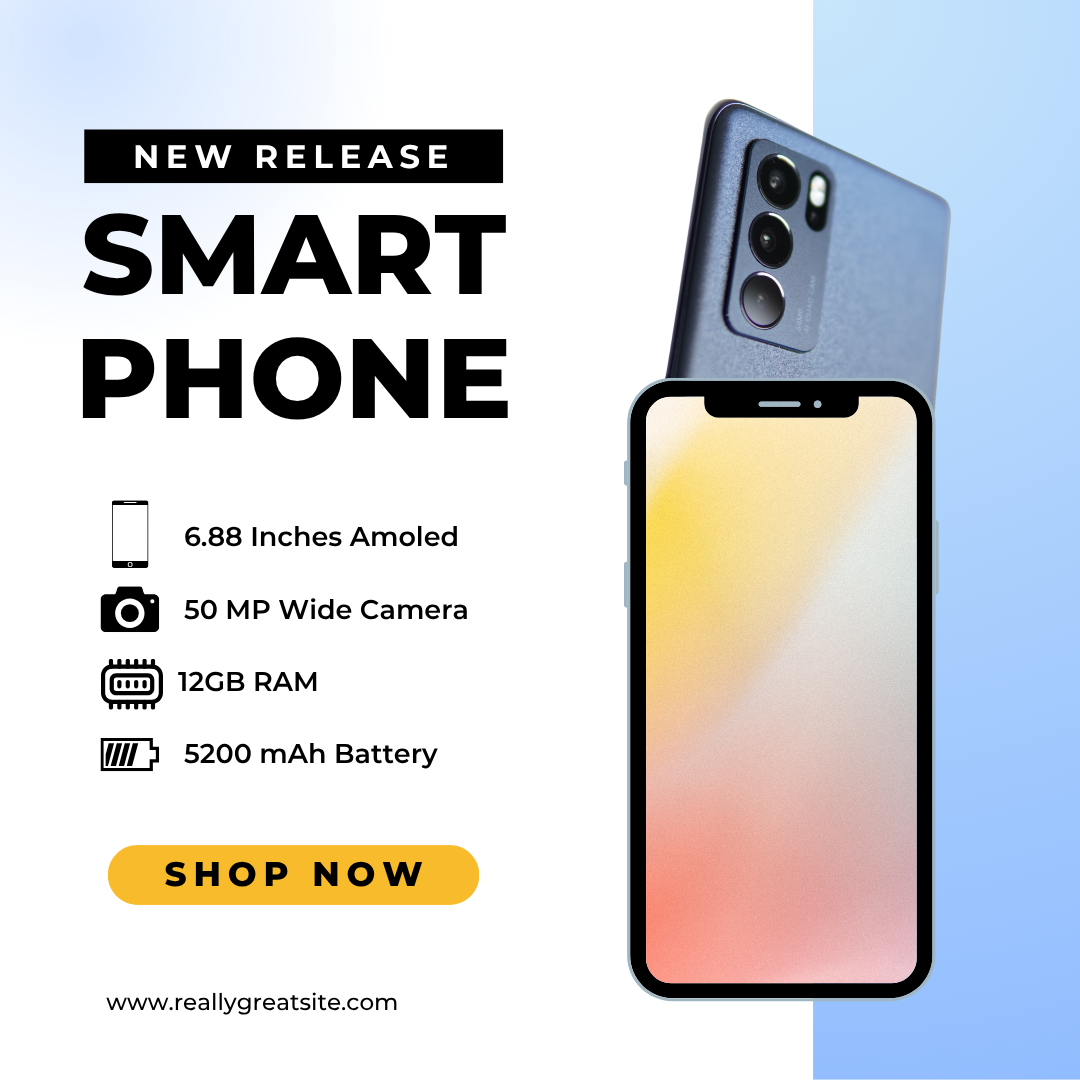 NEW RELEASE
SMART
PHONE
6.88 Inches Amoled
50 MP Wide Camera
12GB RAM
5200 mAh Battery
SHOP NOW
www.reallygreatsite.com